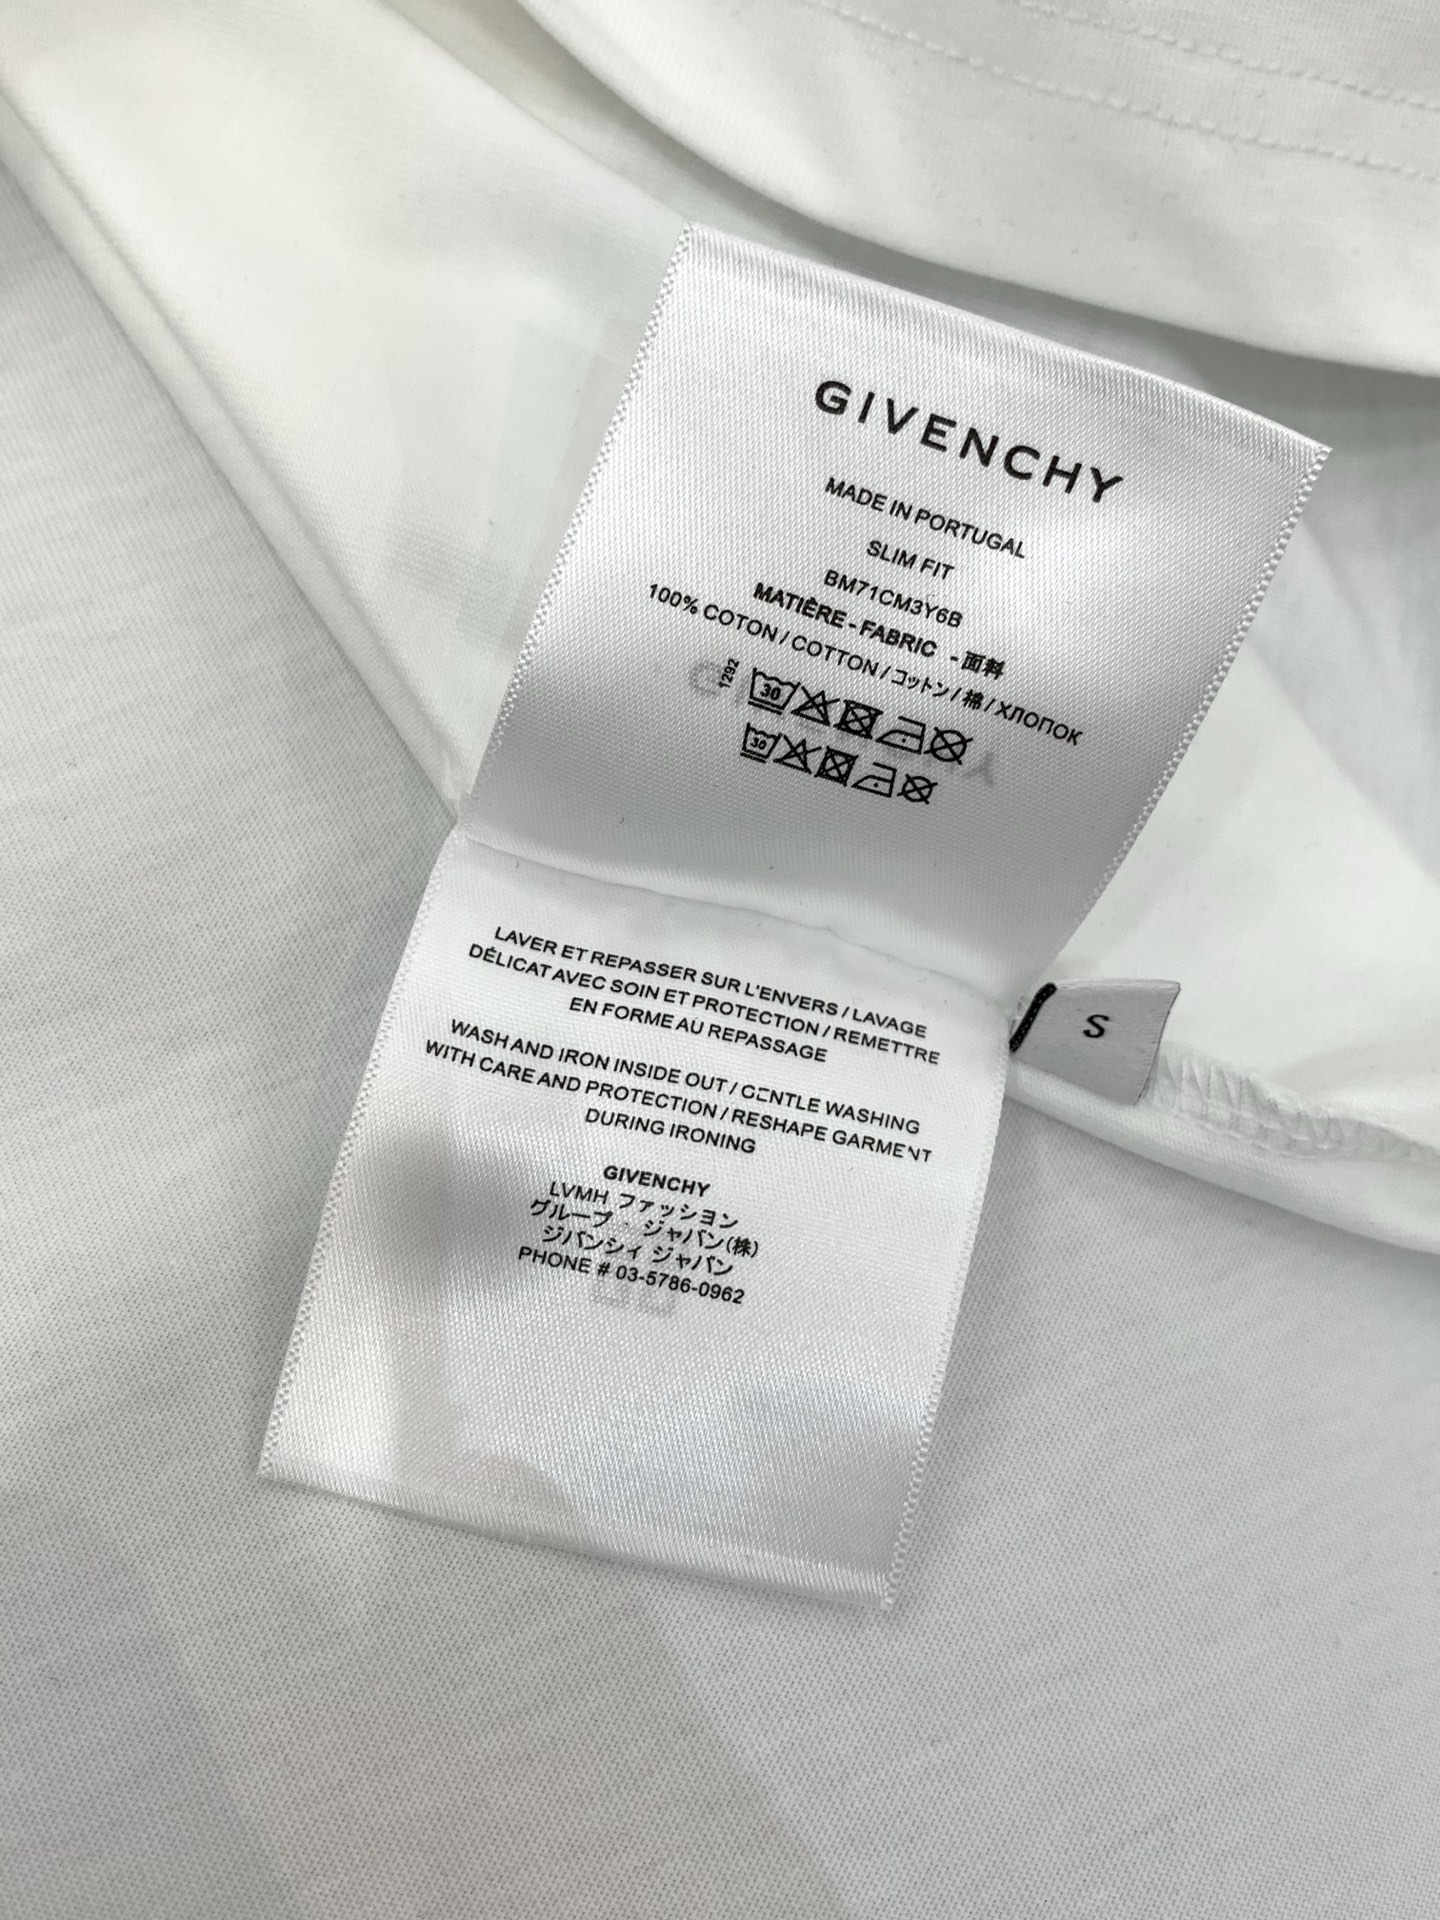 GIVENCHY
MADE IN PORTUGAL
SLIM FIT
BM71CM3Y6B
MATIÈRE - FABRIC - 面料
100% COTON / COTTON / コットン / 棉 / ХЛОПОК
1292
30
30
S
LAVER ET REPASSER SUR L'ENVERS / LAVAGE
DÉLICAT AVEC SOIN ET PROTECTION / REMETTRE
EN FORME AU REPASSAGE
WASH AND IRON INSIDE OUT / GENTLE WASHING
WITH CARE AND PROTECTION / RESHAPE GARMENT
DURING IRONING
GIVENCHY
LVMH ファッション
グループ・ジャパン(株)
ジバンシィ ジャパン
PHONE # 03-5786-0962